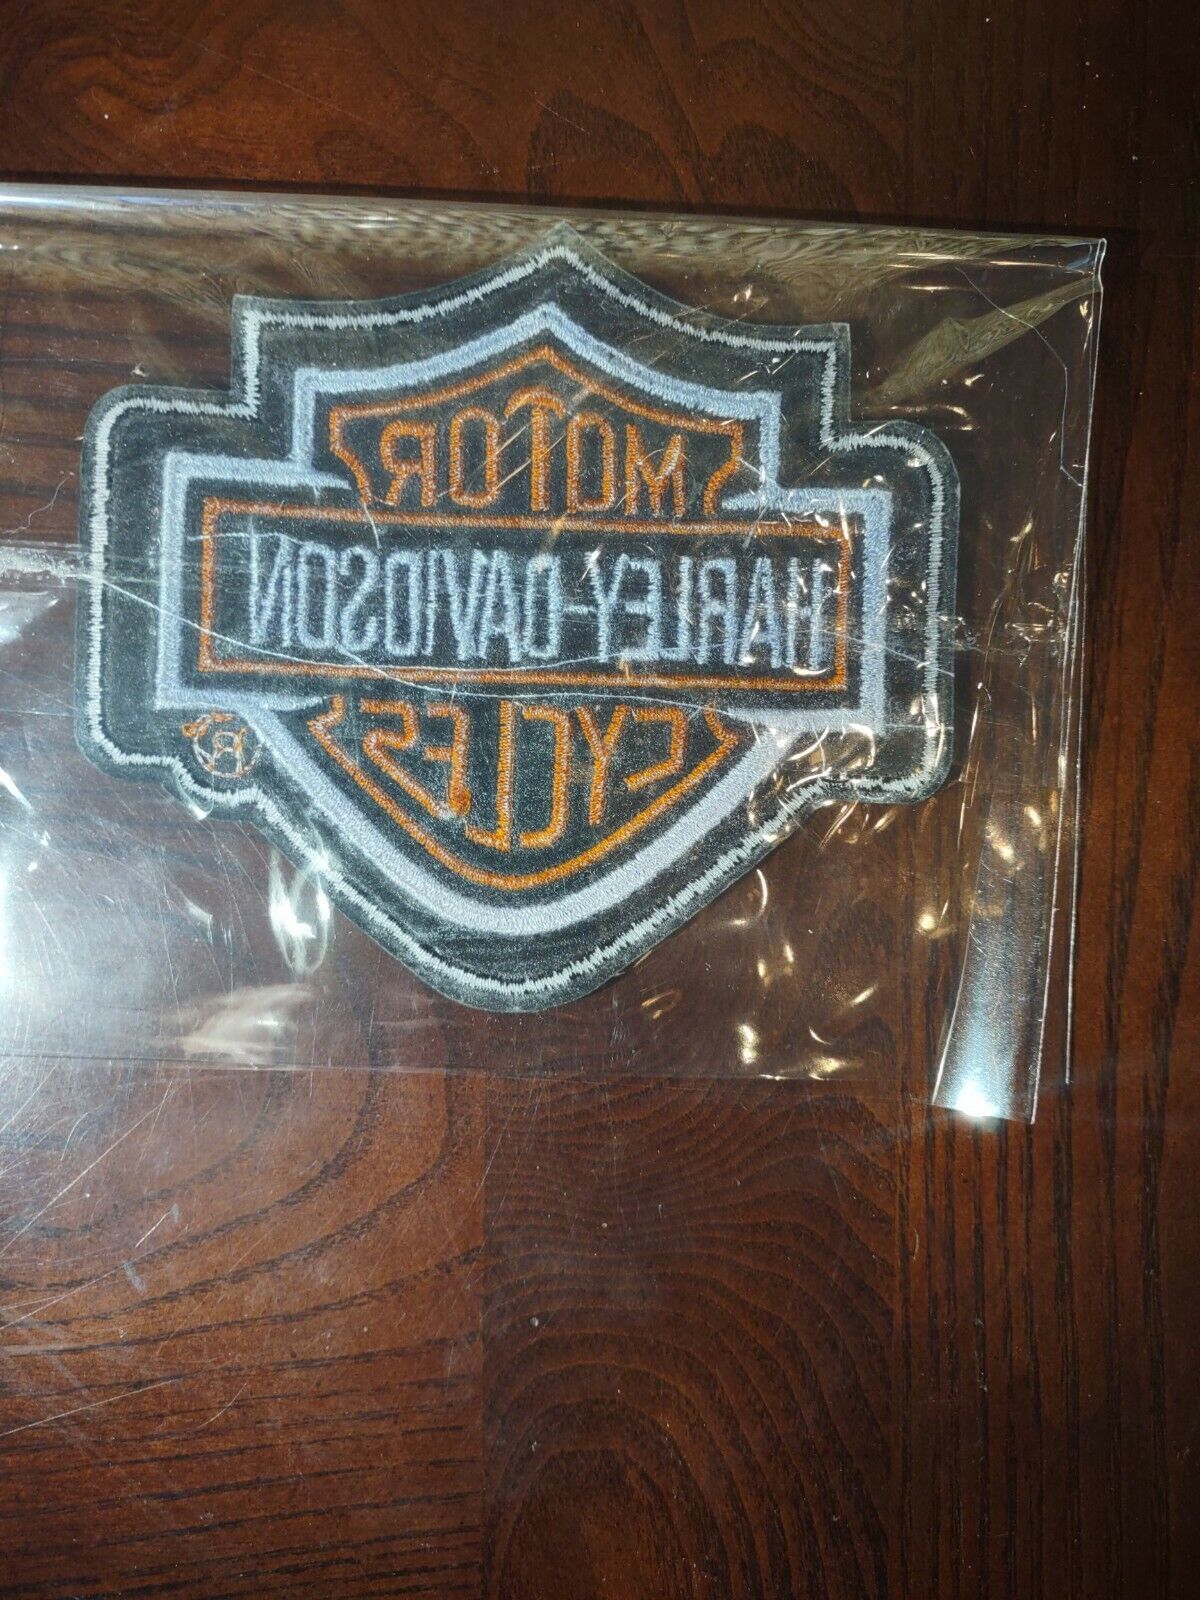 MOTOR
HARLEY-DAVIDSON
CYCLES
®